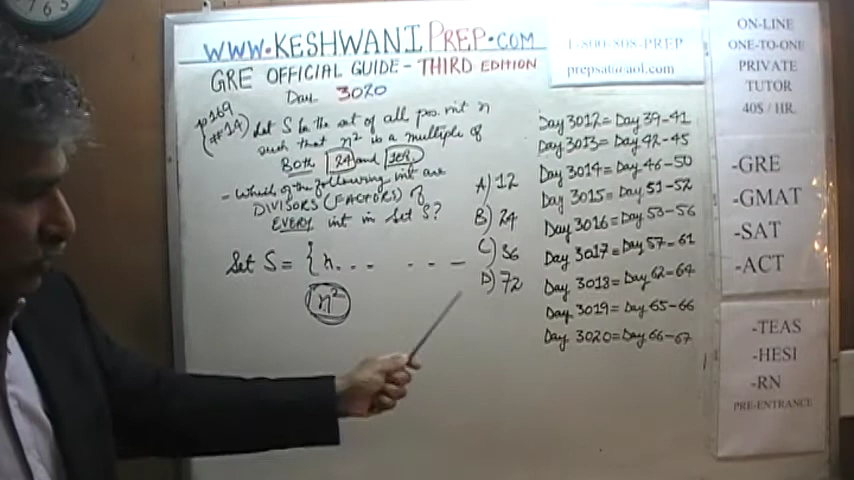 WWW.KESHWANIPREP.COM
GRE OFFICIAL GUIDE - THIRD EDITION
Day 3020
p169
(#14) Let S be the set of all pos. int n
such that n² is a multiple of
BOTH 24 and 108.
- Which of the following int are
DIVISORS (FACTORS) of
EVERY int in Set S?
A) 12
B) 24
C) 36
D) 72
Set S = { n... ... 
n²
1-800-808-PREP
prepsat@aol.com
Day 3012 = Day 39-41
Day 3013 = Day 42-45
Day 3014 = Day 46-50
Day 3015 = Day 51-52
Day 3016 = Day 53-56
Day 3017 = Day 57-61
Day 3018 = Day 62-64
Day 3019 = Day 65-66
Day 3020 = Day 66-67
ON-LINE
ONE-TO-ONE
PRIVATE
TUTOR
40$ / HR.
-GRE
-GMAT
-SAT
-ACT
-TEAS
-HESI
-RN
PRE-ENTRANCE
7 6 5